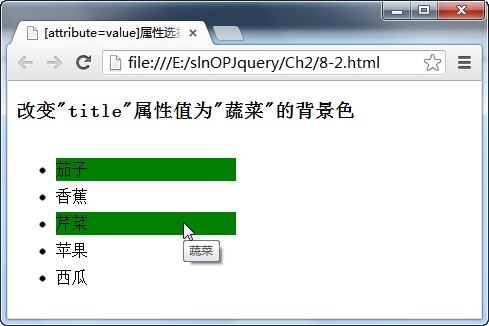 [attribute=value]属性选
file:///E:/slnOPJquery/Ch2/8-2.html
改变"title"属性值为"蔬菜"的背景色
茄子
香蕉
芹菜
蔬菜
苹果
西瓜